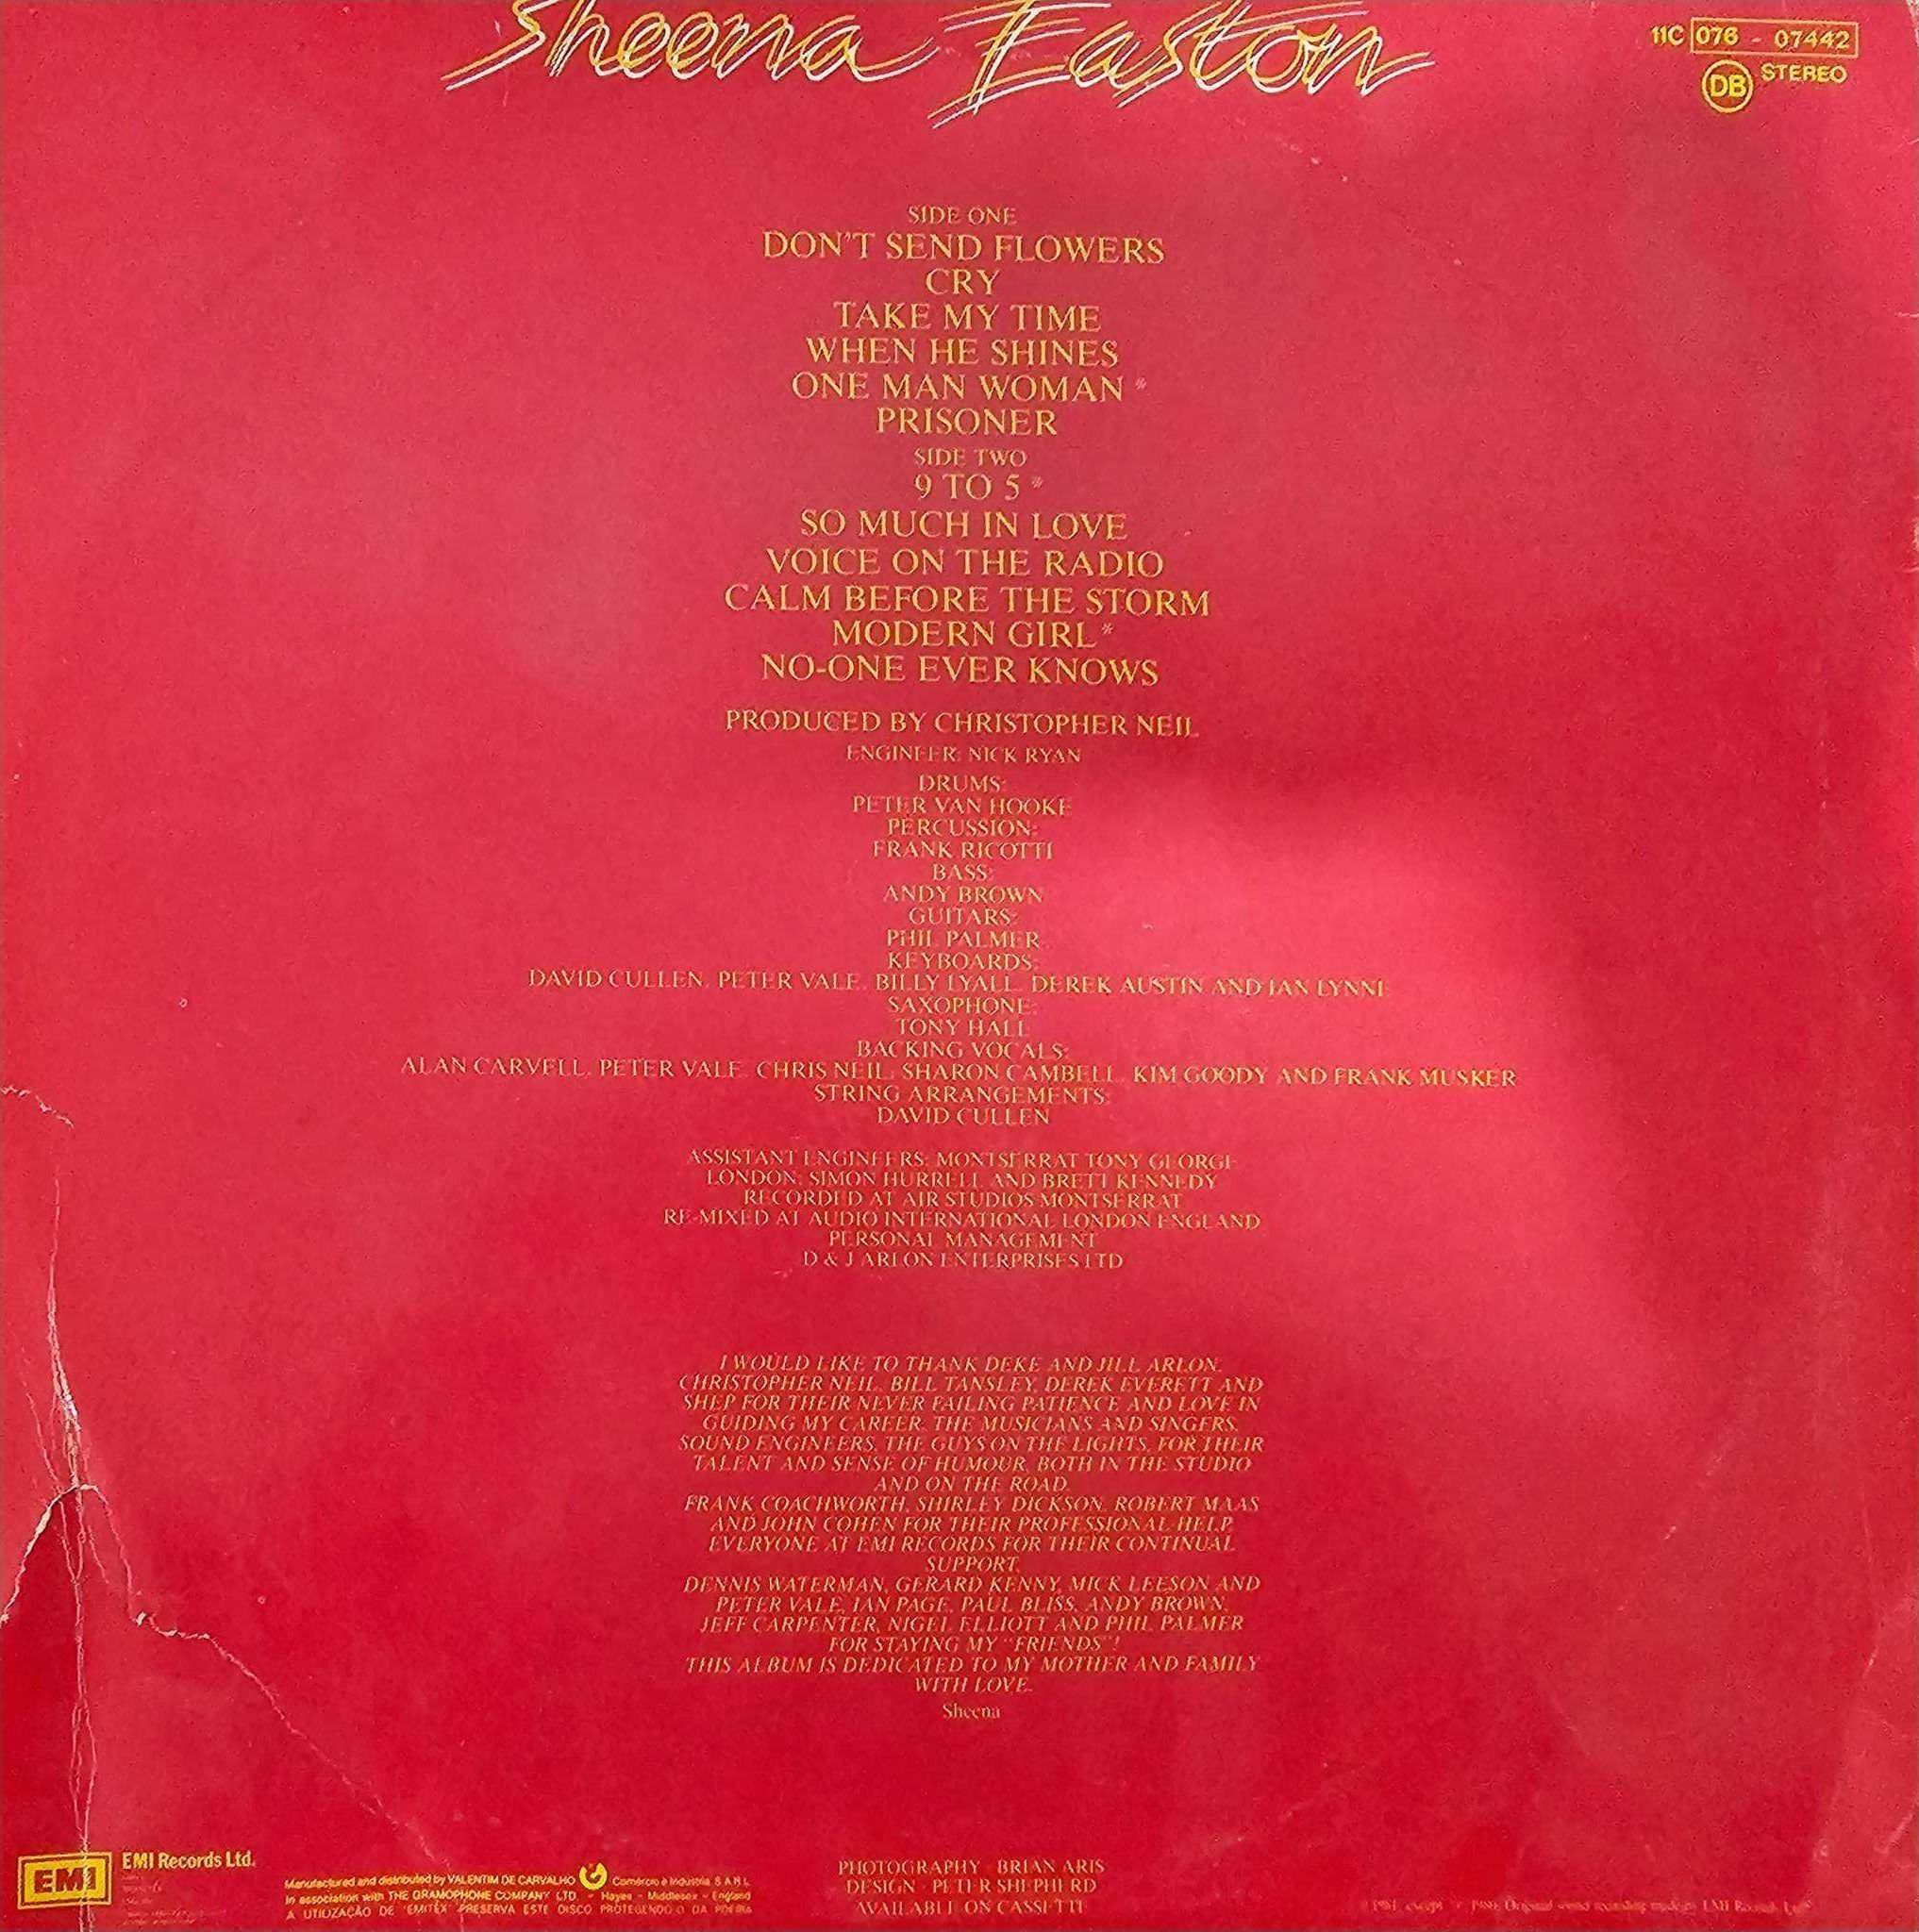 Sheena Easton
11C 076 - 07442
DB STEREO
SIDE ONE
DON'T SEND FLOWERS
CRY
TAKE MY TIME
WHEN HE SHINES
ONE MAN WOMAN *
PRISONER
SIDE TWO
9 TO 5 *
SO MUCH IN LOVE
VOICE ON THE RADIO
CALM BEFORE THE STORM
MODERN GIRL *
NO-ONE EVER KNOWS
PRODUCED BY CHRISTOPHER NEIL
ENGINEER: NICK RYAN
DRUMS:
PETER VAN HOOKE
PERCUSSION:
FRANK RICOTTI
BASS:
ANDY BROWN
GUITARS:
PHIL PALMER
KEYBOARDS:
DAVID CULLEN, PETER VALE, BILLY LYALL, DEREK AUSTIN AND IAN LYNNE
SAXOPHONE:
TONY HALL
BACKING VOCALS:
ALAN CARVELL, PETER VALE, CHRIS NEIL, SHARON CAMBELL, KIM GOODY AND FRANK MUSKER
STRING ARRANGEMENTS:
DAVID CULLEN
ASSISTANT ENGINEERS: MONTSERRAT TONY GEORGE
LONDON: SIMON HURRELL AND BRETT KENNEDY
RECORDED AT AIR STUDIOS MONTSERRAT
RE-MIXED AT AUDIO INTERNATIONAL LONDON ENGLAND
PERSONAL MANAGEMENT
D & J ARLON ENTERPRISES LTD
I WOULD LIKE TO THANK DEKE AND JILL ARLON,
CHRISTOPHER NEIL, BILL TANSLEY, DEREK EVERETT AND
SHEP FOR THEIR NEVER FAILING PATIENCE AND LOVE IN
GUIDING MY CAREER. THE MUSICIANS AND SINGERS,
SOUND ENGINEERS, THE GUYS ON THE LIGHTS, FOR THEIR
TALENT AND SENSE OF HUMOUR, BOTH IN THE STUDIO
AND ON THE ROAD.
FRANK COACHWORTH, SHIRLEY DICKSON, ROBERT MAAS
AND JOHN COHEN FOR THEIR PROFESSIONAL HELP.
EVERYONE AT EMI RECORDS FOR THEIR CONTINUAL
SUPPORT.
DENNIS WATERMAN, GERARD KENNY, MICK LEESON AND
PETER VALE, IAN PAGE, PAUL BLISS, ANDY BROWN,
JEFF CARPENTER, NIGEL ELLIOTT AND PHIL PALMER
FOR STAYING MY "FRIENDS"!
THIS ALBUM IS DEDICATED TO MY MOTHER AND FAMILY
WITH LOVE.
Sheena
EMI EMI Records Ltd.
Manufactured and distributed by VALENTIM DE CARVALHO Comércio e Indústria S A R L
in association with THE GRAMOPHONE COMPANY LTD. - Hayes - Middlesex - England
A UTILIZAÇÃO DE "EMITEX" PRESERVA ESTE DISCO PROTEGENDO-O DA POEIRA
PHOTOGRAPHY - BRIAN ARIS
DESIGN - PETER SHEPHERD
AVAILABLE ON CASSETTE
1981, except * 1980, Original sound recording made by EMI Records Ltd